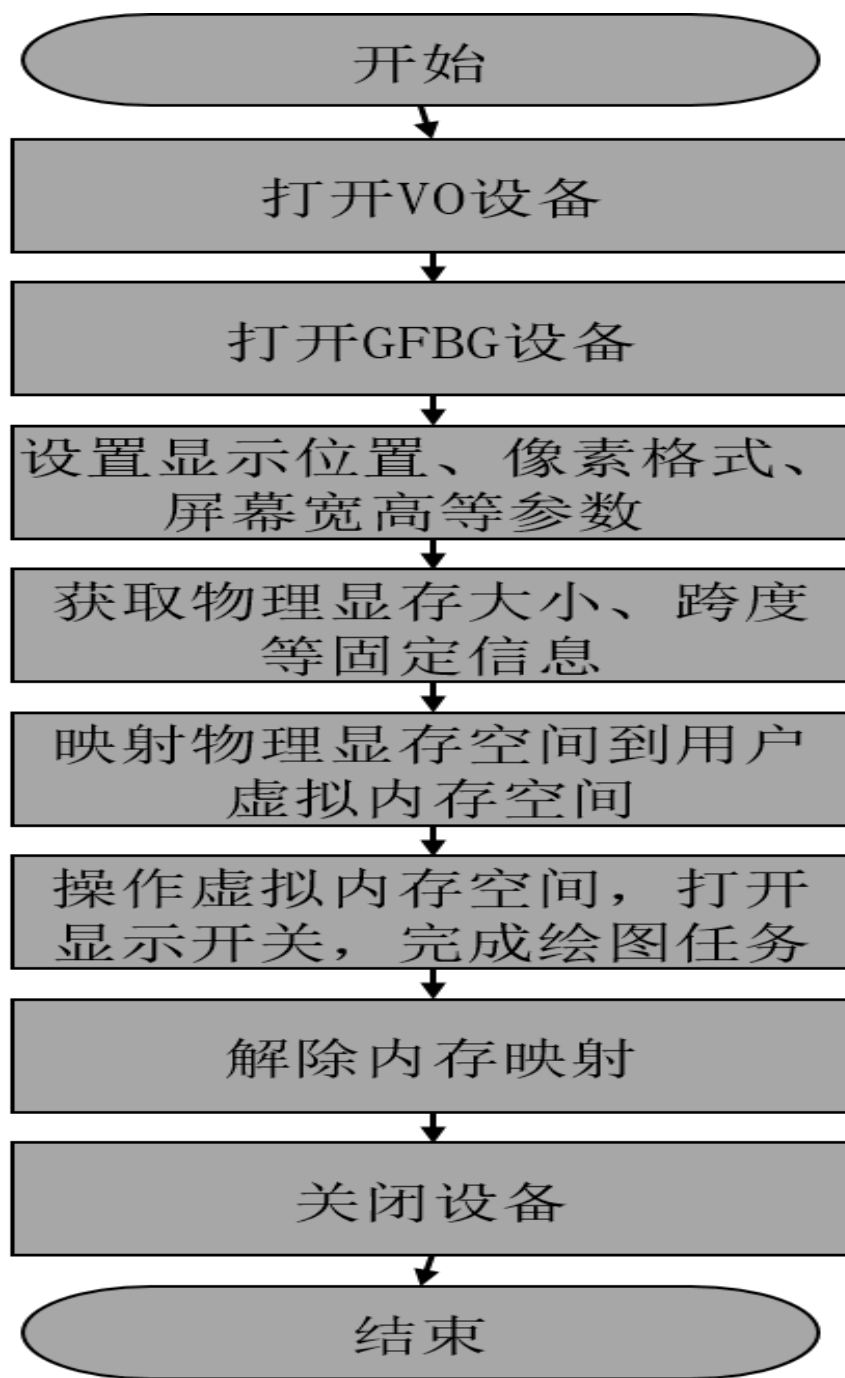 开始
打开VO设备
打开GFBG设备
设置显示位置、像素格式、
屏幕宽高等参数
获取物理显存大小、跨度
等固定信息
映射物理显存空间到用户
虚拟内存空间
操作虚拟内存空间，打开
显示开关，完成绘图任务
解除内存映射
关闭设备
结束